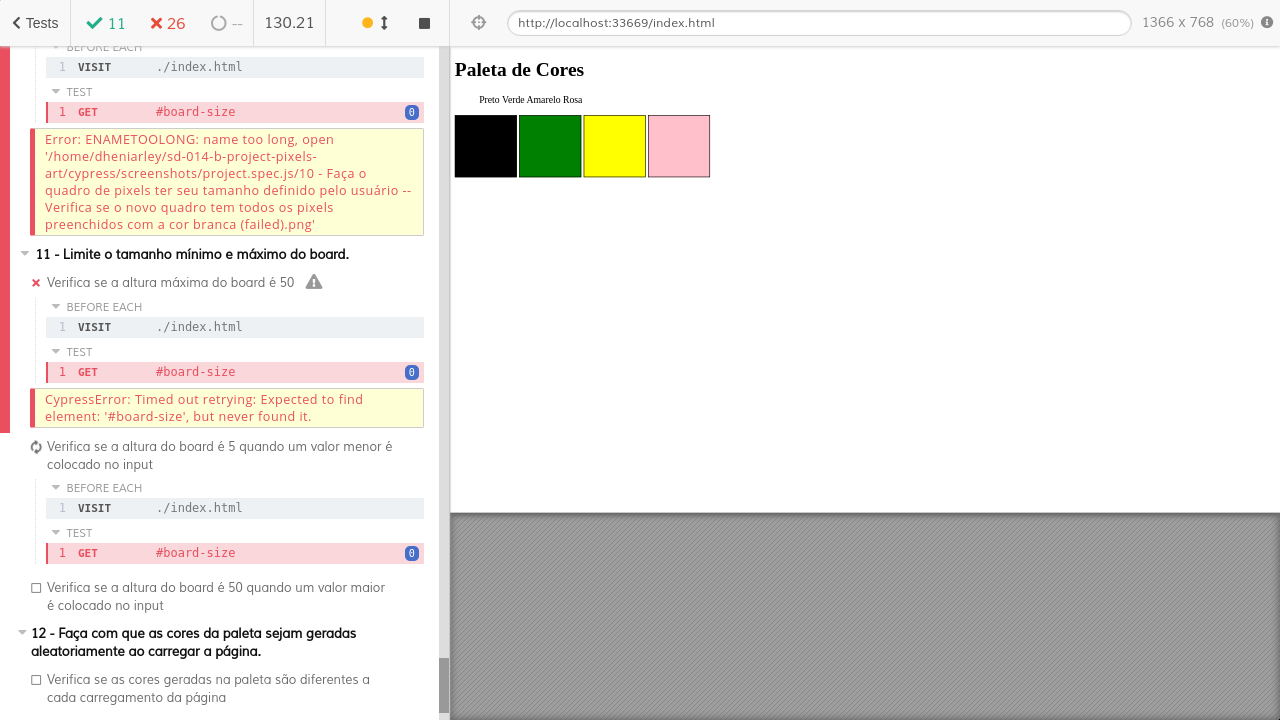 Tests 11 26 -- 130.21
http://localhost:33669/index.html 1366 x 768 (60%)
BEFORE EACH
1 VISIT ./index.html
TEST
1 GET #board-size 0
Error: ENAMETOOLONG: name too long, open
'/home/dheniarley/sd-014-b-project-pixels-
art/cypress/screenshots/project.spec.js/10 - Faça o
quadro de pixels ter seu tamanho definido pelo usuário --
Verifica se o novo quadro tem todos os pixels
preenchidos com a cor branca (failed).png'
11 - Limite o tamanho mínimo e máximo do board.
Verifica se a altura máxima do board é 50
BEFORE EACH
1 VISIT ./index.html
TEST
1 GET #board-size 0
CypressError: Timed out retrying: Expected to find
element: '#board-size', but never found it.
Verifica se a altura do board é 5 quando um valor menor é
colocado no input
BEFORE EACH
1 VISIT ./index.html
TEST
1 GET #board-size 0
Verifica se a altura do board é 50 quando um valor maior
é colocado no input
12 - Faça com que as cores da paleta sejam geradas
aleatoriamente ao carregar a página.
Verifica se as cores geradas na paleta são diferentes a
cada carregamento da página
Paleta de Cores
Preto Verde Amarelo Rosa